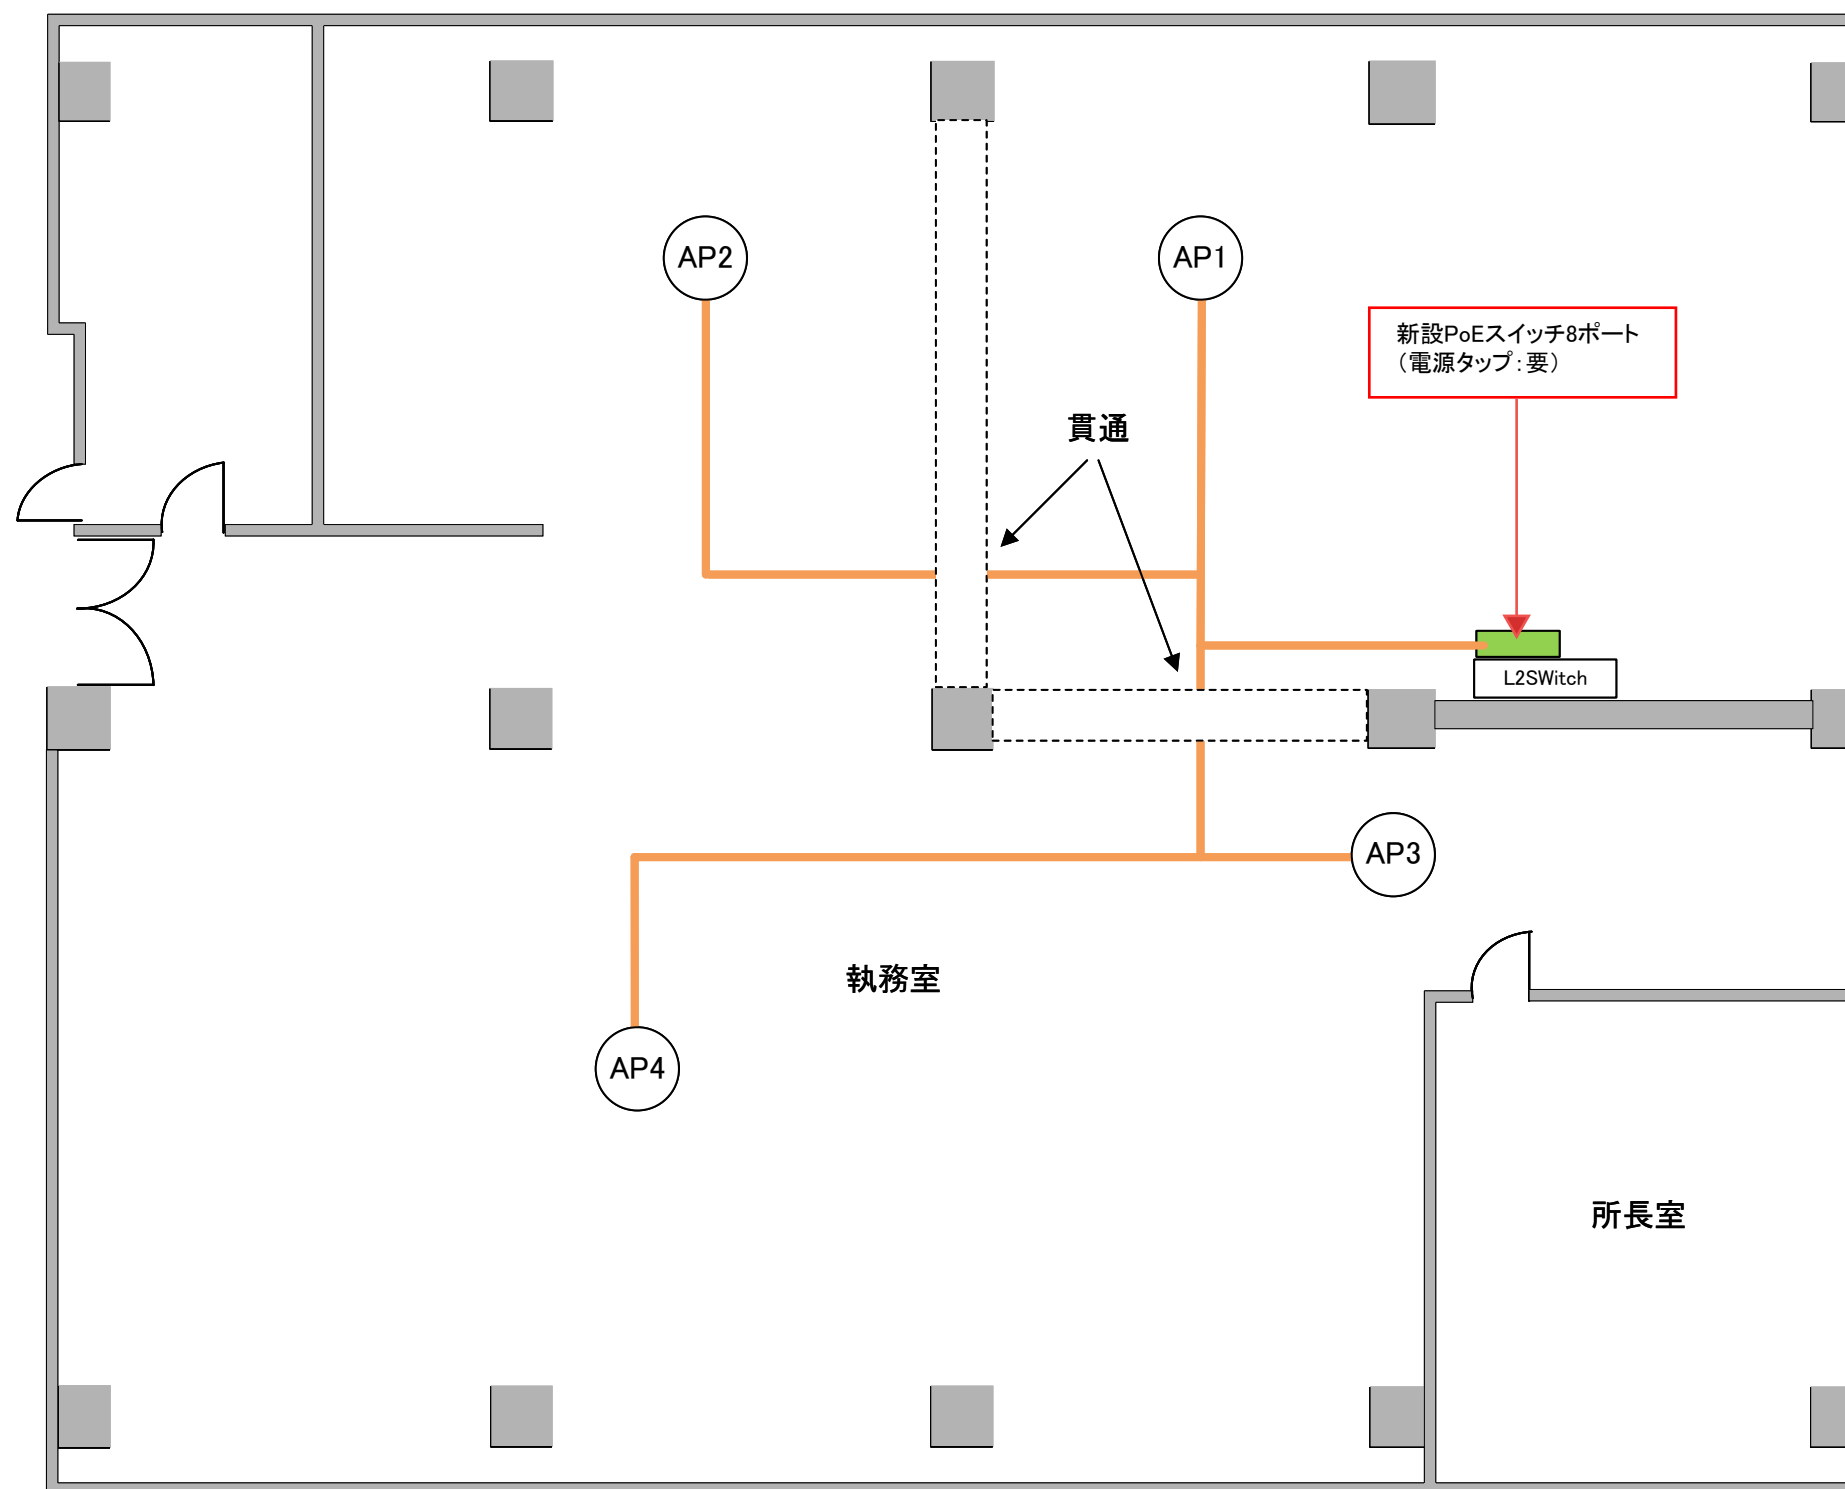 AP2
AP1
新設PoEスイッチ8ポート
（電源タップ：要）
貫通
L2SWitch
AP3
執務室
AP4
所長室